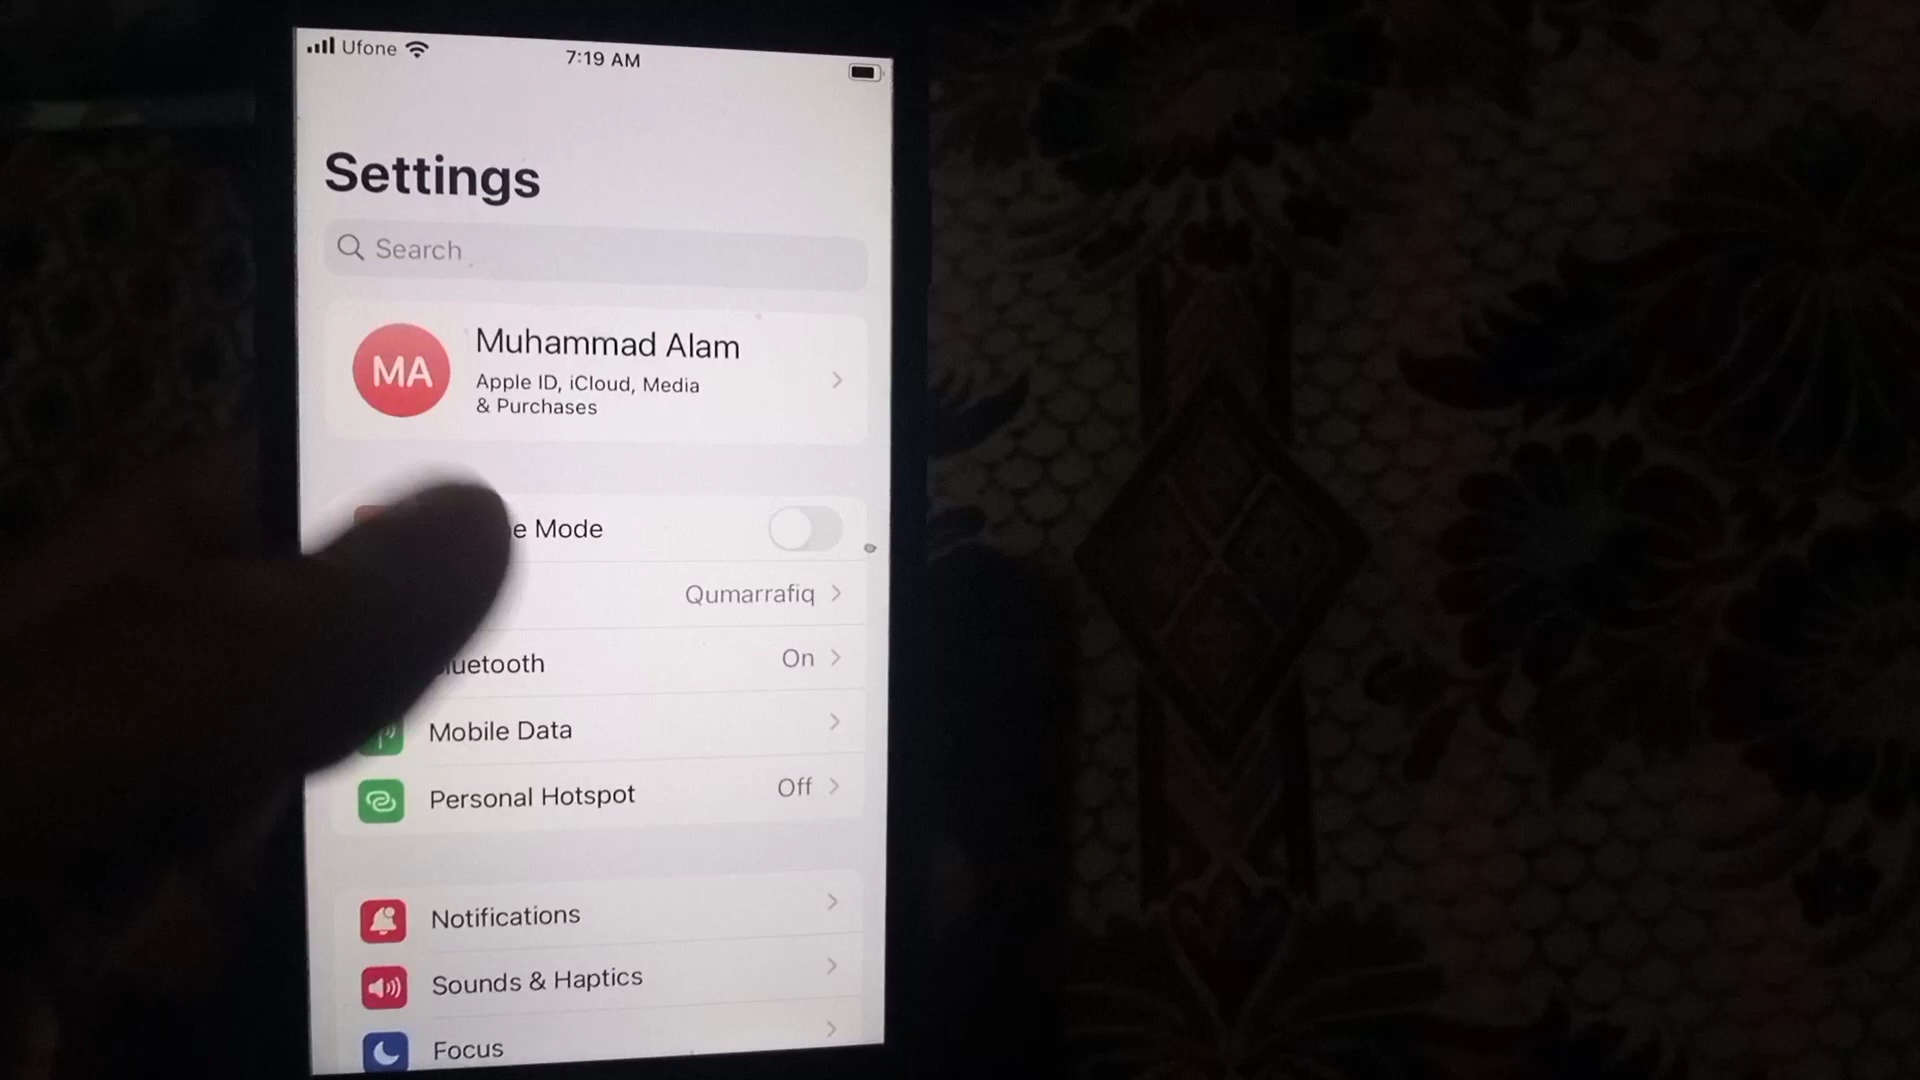 Ufone
7:19 AM
Settings
Search
MA
Muhammad Alam
Apple ID, iCloud, Media
& Purchases
Mode
Qumarrafiq
On
Mobile Data
Personal Hotspot
Off
Notifications
Sounds & Haptics
Focus